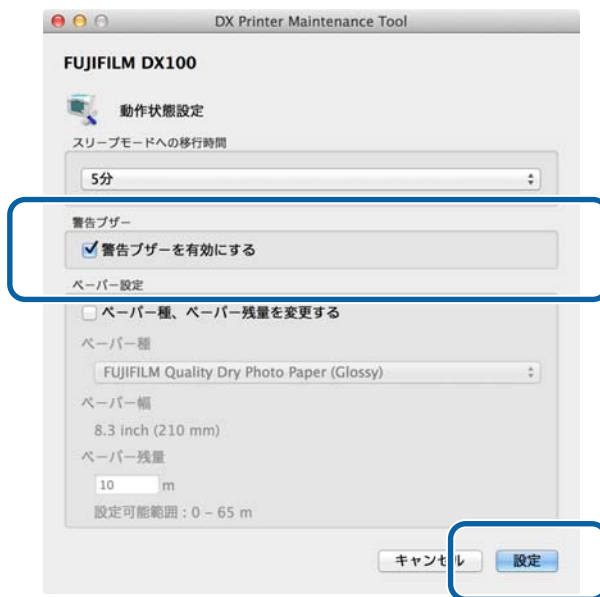 DX Printer Maintenance Tool
FUJIFILM DX100
動作状態設定
スリープモードへの移行時間
5分
警告ブザー
警告ブザーを有効にする
ペーパー設定
ペーパー種、ペーパー残量を変更する
ペーパー種
FUJIFILM Quality Dry Photo Paper (Glossy)
ペーパー幅
8.3 inch (210 mm)
ペーパー残量
10 m
設定可能範囲：0 – 65 m
キャンセル 設定